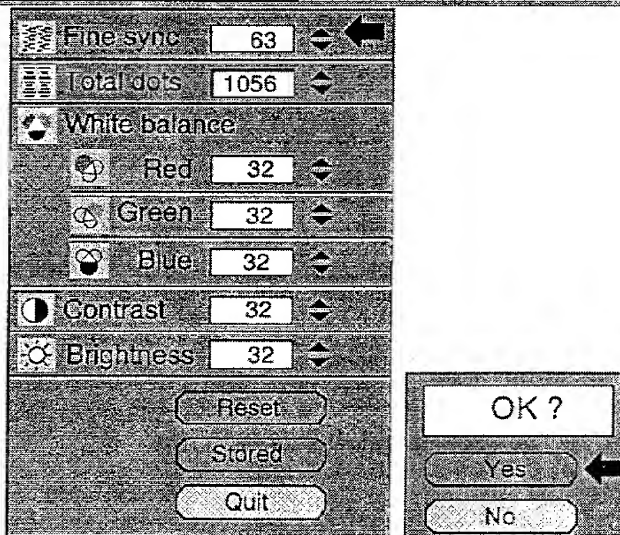 Fine sync 63
Total dots 1056
White balance
Red 32
Green 32
Blue 32
Contrast 32
Brightness 32
Reset
Stored
Quit
OK ?
Yes
No